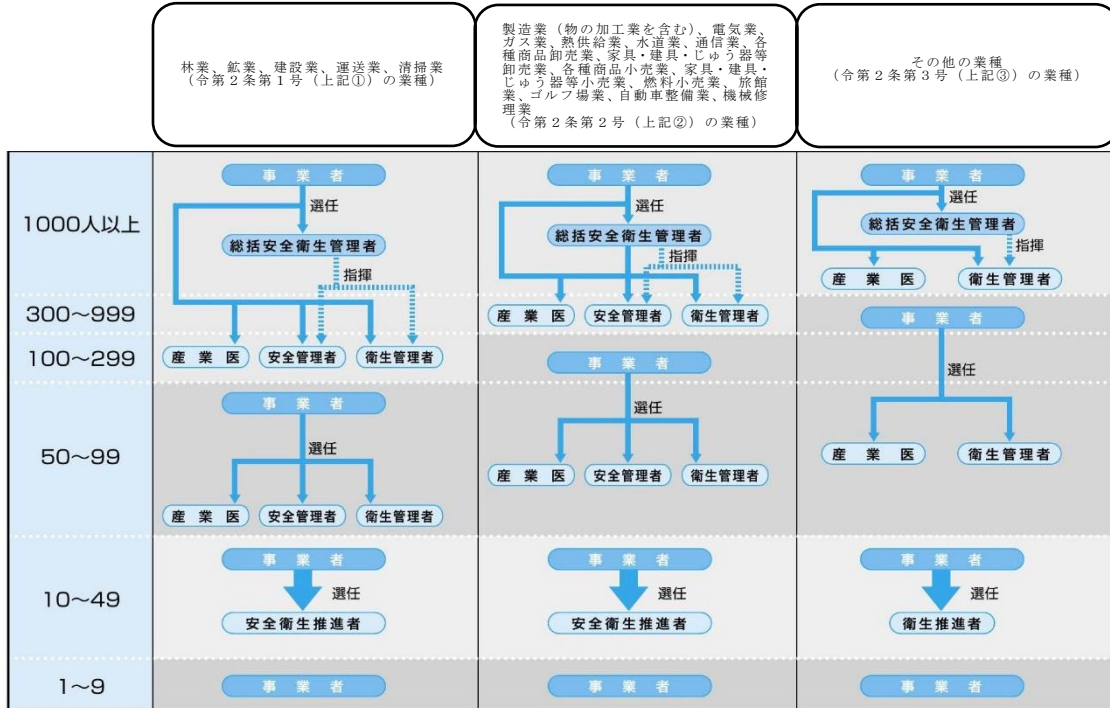 林業、鉱業、建設業、運送業、清掃業
(令第2条第1号(上記①)の業種)
製造業(物の加工業を含む)、電気業、
ガス業、熱供給業、水道業、通信業、各
種商品卸売業、家具・建具・じゅう器等
卸売業、各種商品小売業、家具・建具・
じゅう器等小売業、燃料小売業、旅館
業、ゴルフ場業、自動車整備業、機械修
理業
(令第2条第2号(上記②)の業種)
その他の業種
(令第2条第3号(上記③)の業種)
1000人以上
事業者
選任
総括安全衛生管理者
指揮
産業医
安全管理者
衛生管理者
事業者
選任
総括安全衛生管理者
指揮
産業医
安全管理者
衛生管理者
事業者
選任
総括安全衛生管理者
指揮
産業医
衛生管理者
300～999
100～299
事業者
選任
産業医
衛生管理者
事業者
選任
産業医
安全管理者
衛生管理者
50～99
事業者
選任
産業医
安全管理者
衛生管理者
10～49
事業者
選任
安全衛生推進者
事業者
選任
安全衛生推進者
事業者
選任
衛生推進者
1～9
事業者
事業者
事業者